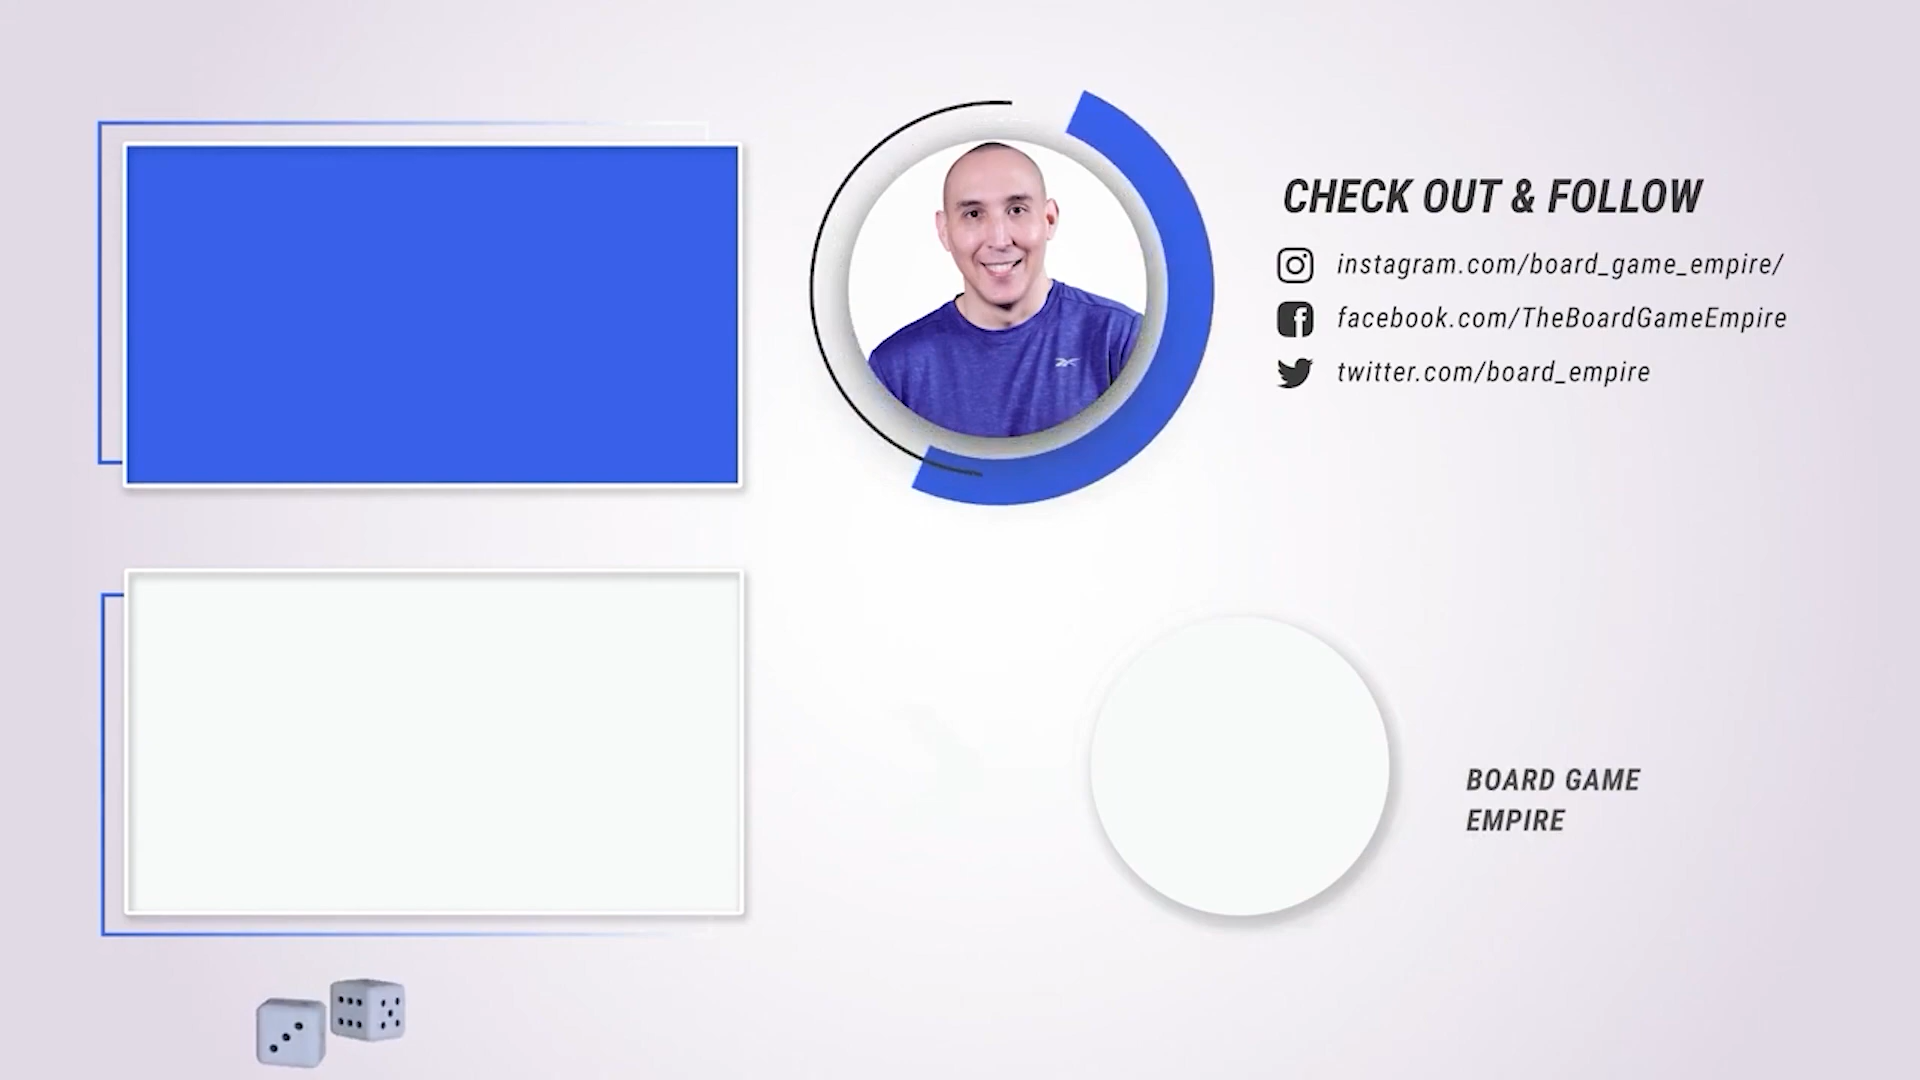 CHECK OUT & FOLLOW
instagram.com/board_game_empire/
facebook.com/TheBoardGameEmpire
twitter.com/board_empire
BOARD GAME
EMPIRE